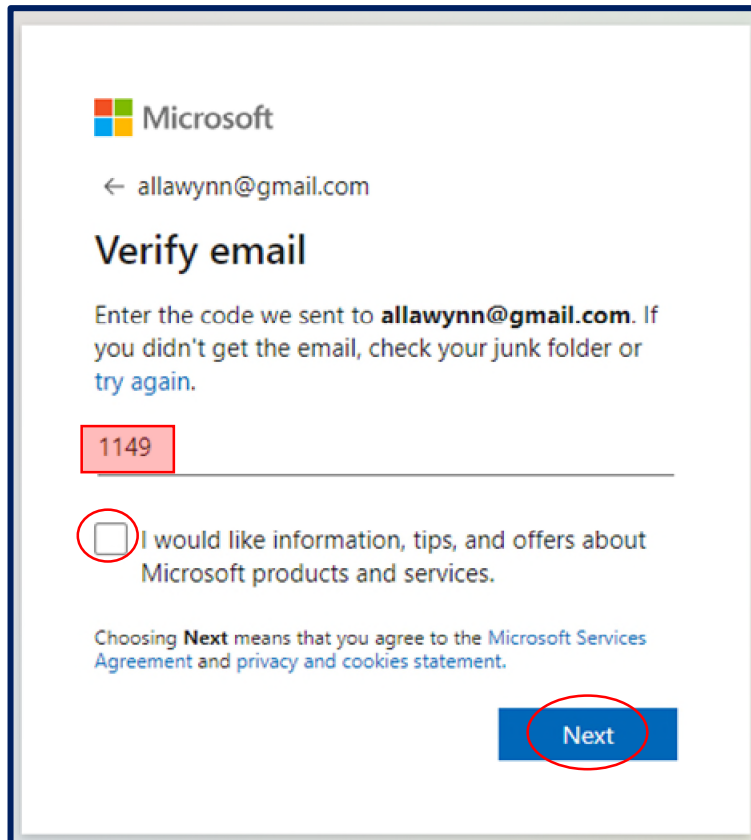 Microsoft
← allawynn@gmail.com
Verify email
Enter the code we sent to allawynn@gmail.com. If
you didn't get the email, check your junk folder or
try again.
1149
I would like information, tips, and offers about
Microsoft products and services.
Choosing Next means that you agree to the Microsoft Services
Agreement and privacy and cookies statement.
Next